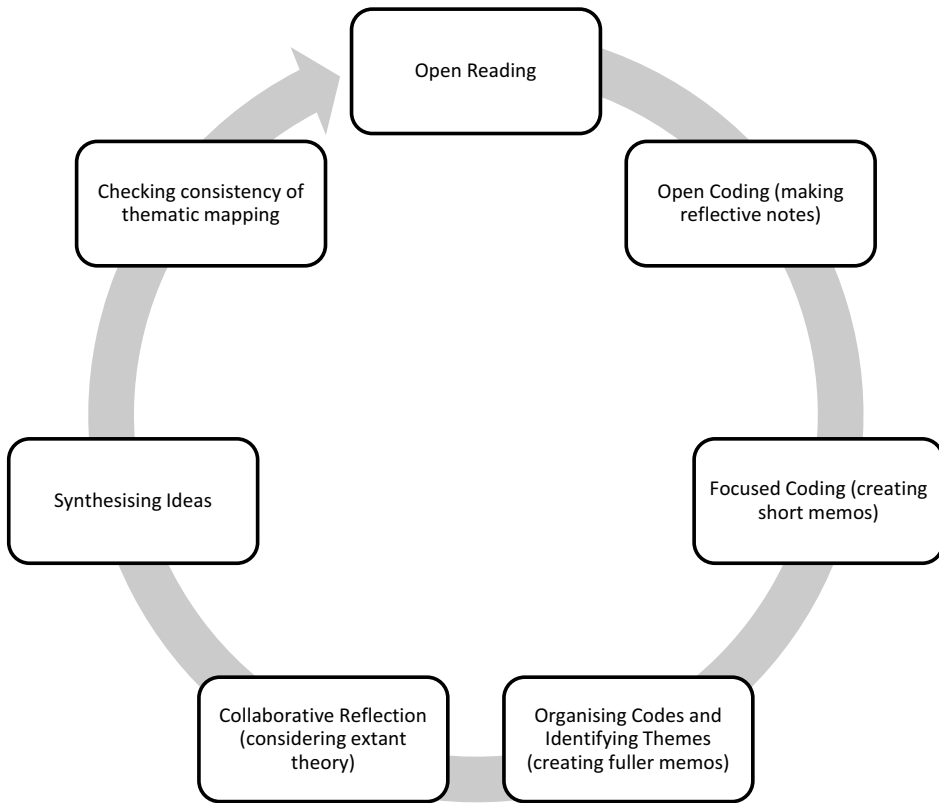 Open Reading
Open Coding (making
reflective notes)
Focused Coding (creating
short memos)
Organising Codes and
Identifying Themes
(creating fuller memos)
Collaborative Reflection
(considering extant
theory)
Synthesising Ideas
Checking consistency of
thematic mapping